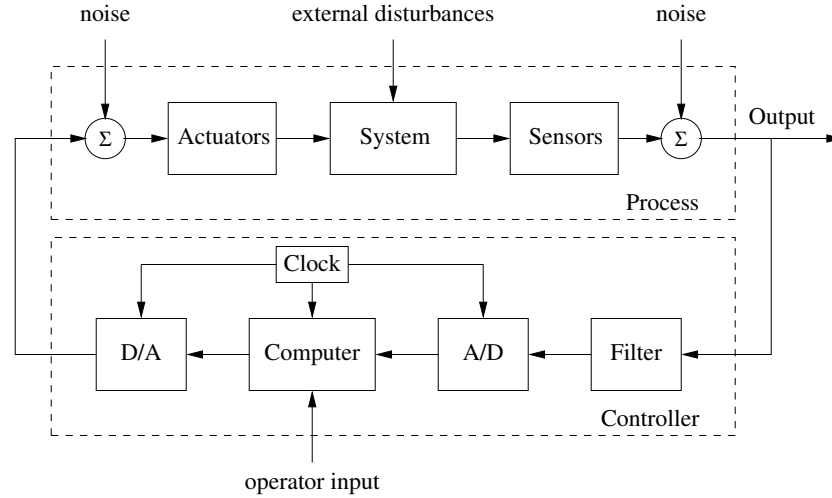 noise
external disturbances
noise
Σ
Actuators
System
Sensors
Σ
Output
Process
Clock
D/A
Computer
A/D
Filter
Controller
operator input